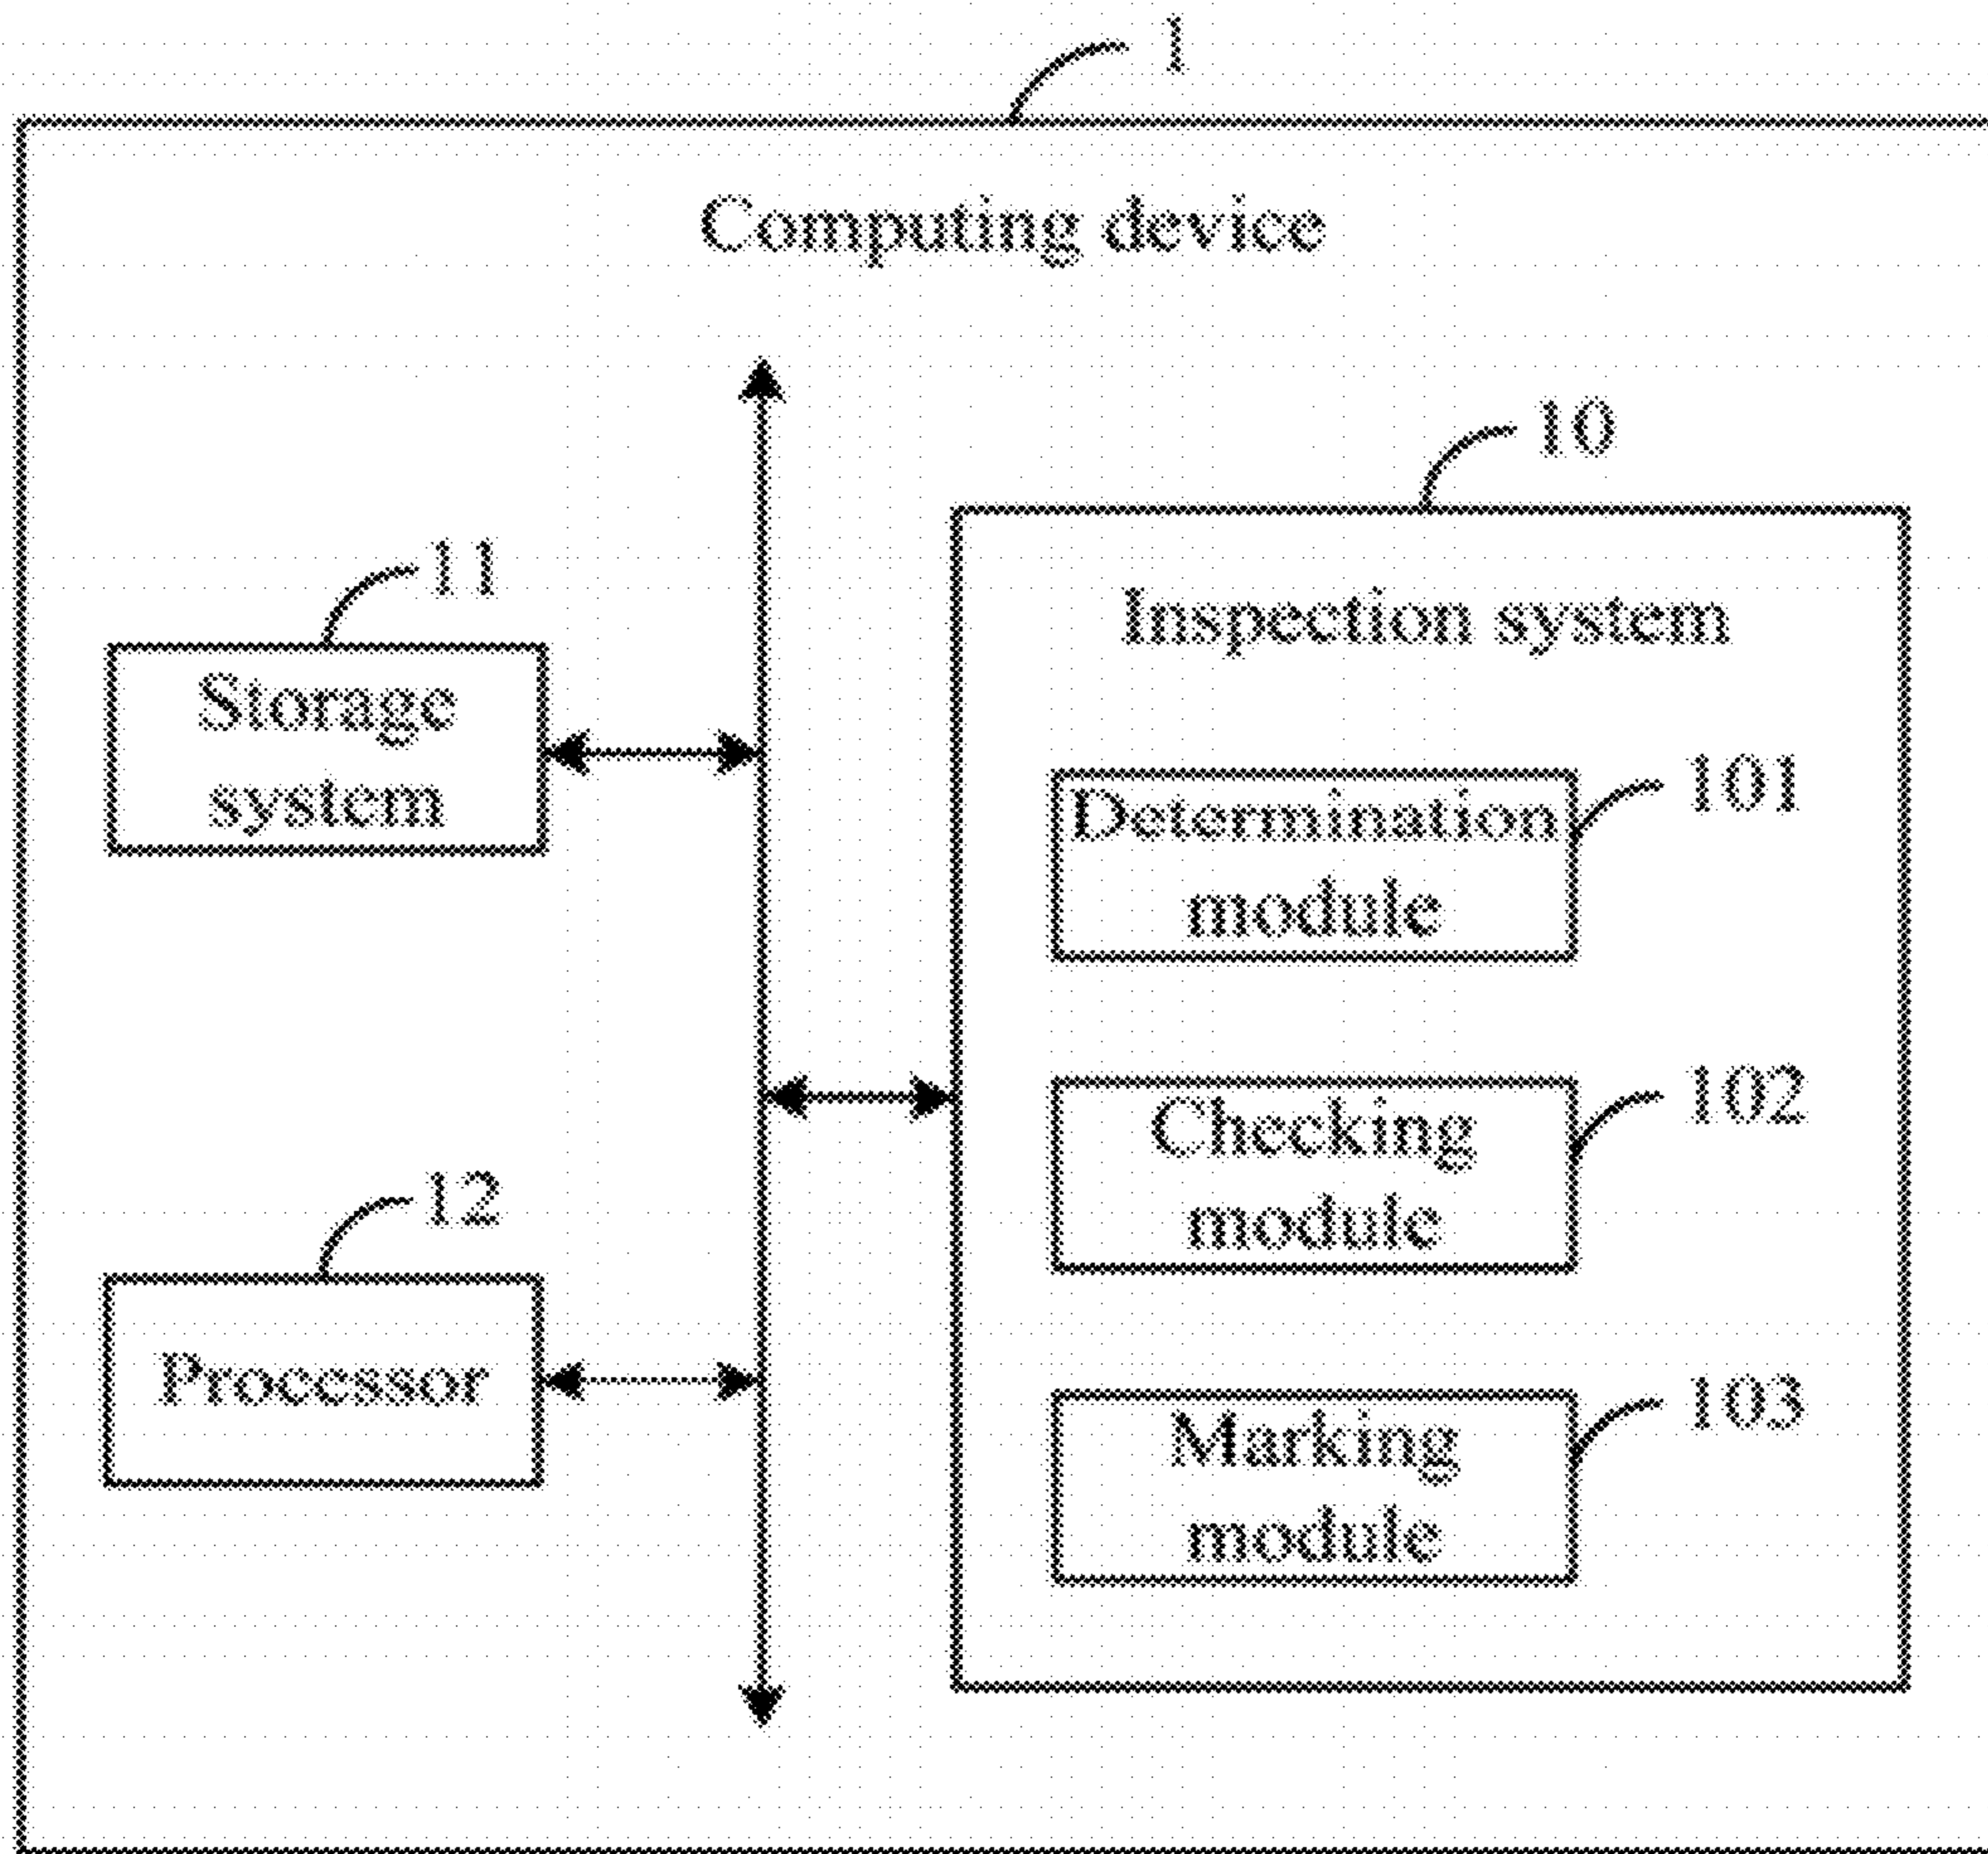 1
Computing device
10
11
Inspection system
Storage
system
101
Determination
module
102
Checking
module
12
Processor
103
Marking
module